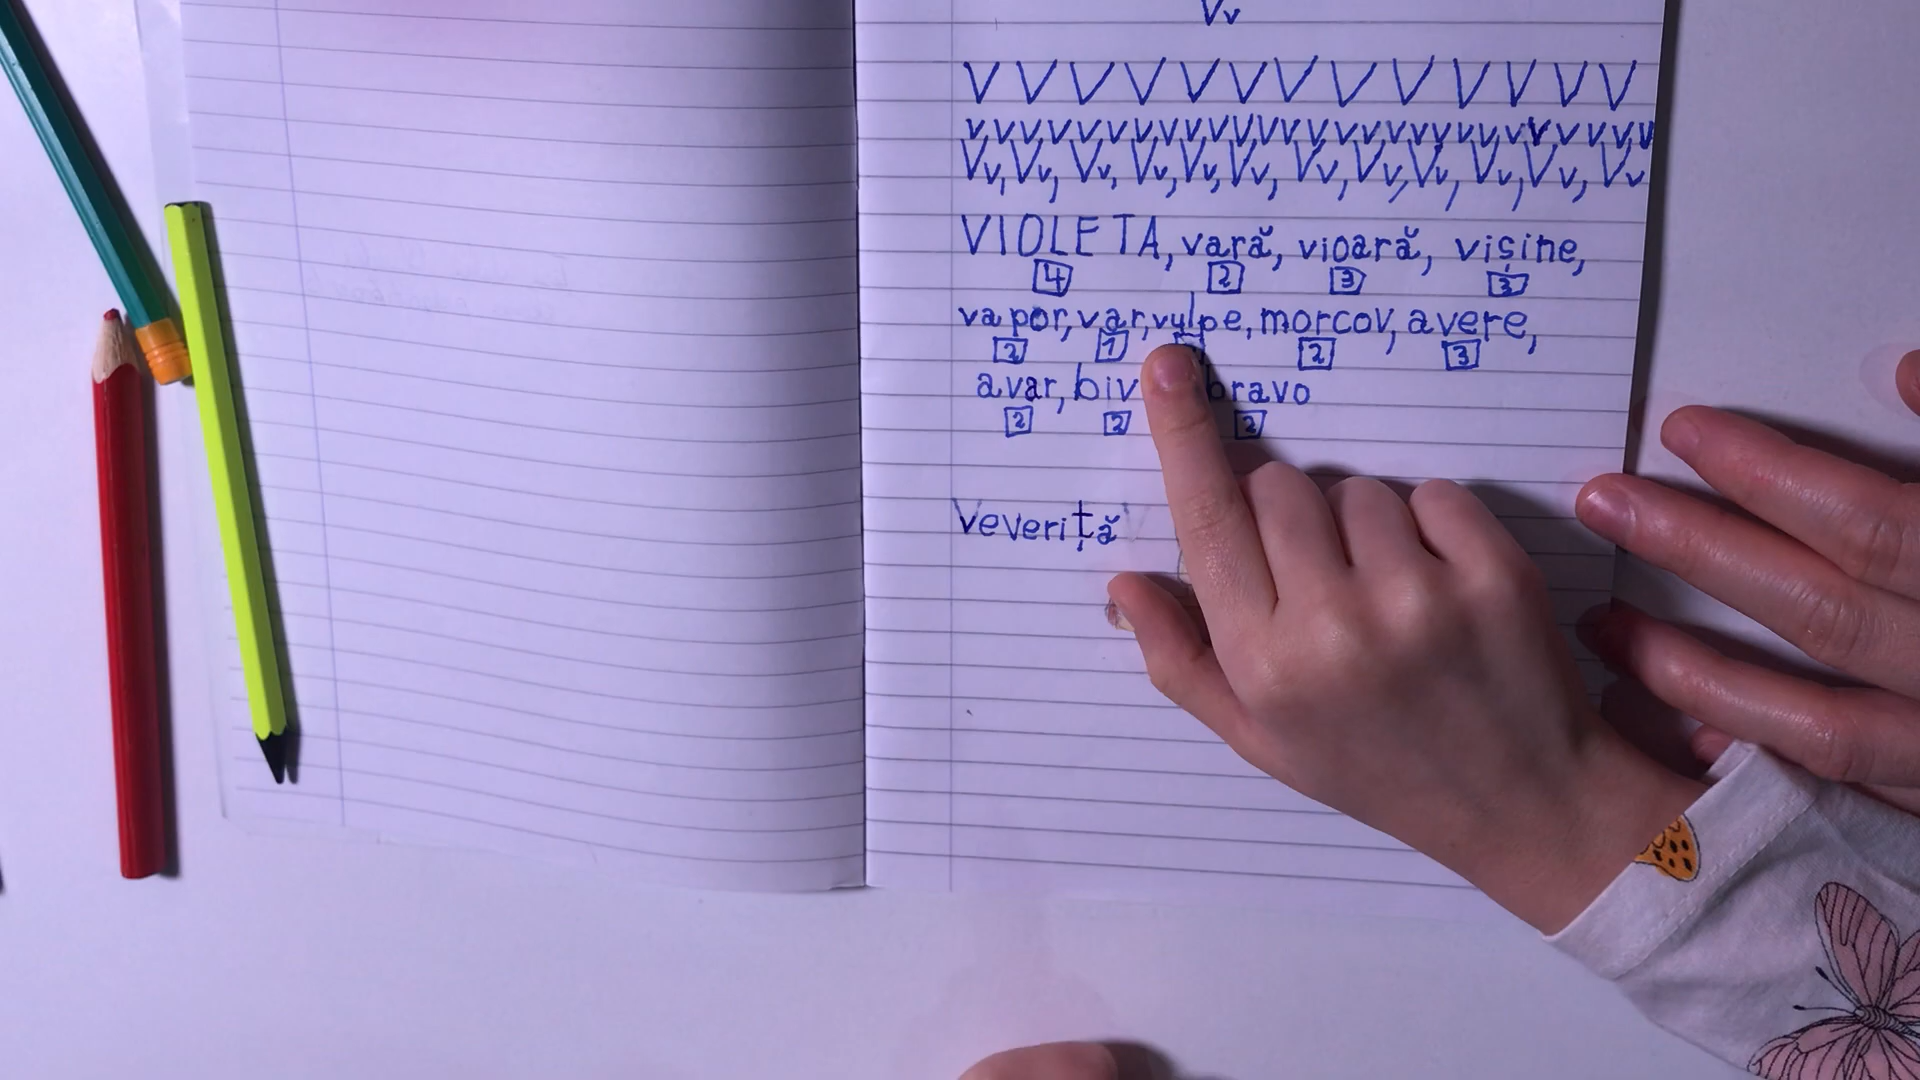 Vv
V V V V V V V V V V V V V
v, v, v, v, v, v, v, v, v, v, v, v, v, v, v, v, v, v, v, v, v, v, v, v, v, v
Vv, Vv, Vv, Vv, Vv, Vv, Vv, Vv, Vv, Vv, Vv, Vv
VIOLETA, vară, vioară, vișine,
4 2 3 3
vapor, var, vulpe, morcov, avere,
2 1 2 3
avar, biv bravo
2 2 2
Veveriță